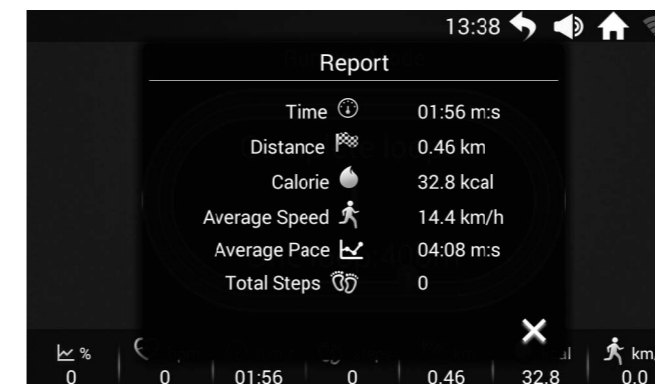 13:38
Report
Time 01:56 m:s
Distance 0.46 km
Calorie 32.8 kcal
Average Speed 14.4 km/h
Average Pace 04:08 m:s
Total Steps 0
% km
0 0 01:56 0 0.46 32.8 0.0